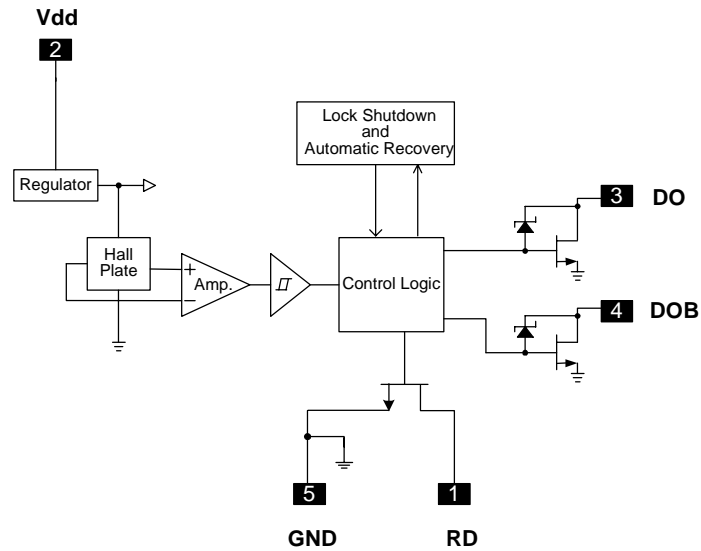 Vdd
2
Lock Shutdown
and
Automatic Recovery
Regulator
3 DO
Hall
Plate
+
Amp.
−
Control Logic
4 DOB
5
1
GND
RD